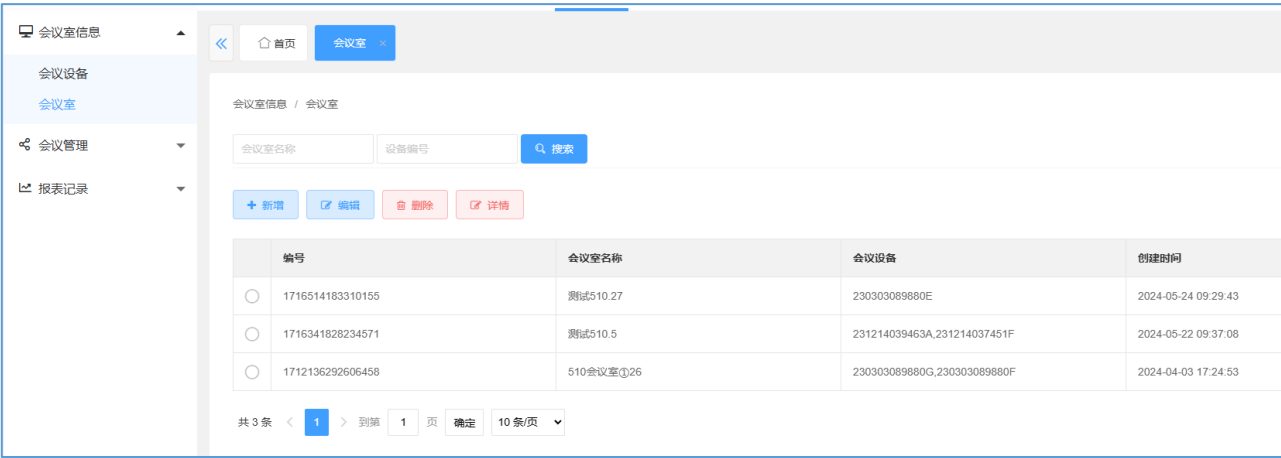 会议室信息
会议设备
会议室
会议管理
报表记录
首页
会议室 ×
会议室信息 / 会议室
会议室名称 设备编号 搜索
+ 新增 编辑 删除 详情
编号 会议室名称 会议设备 创建时间
1716514183310155 测试510.27 230303089880E 2024-05-24 09:29:43
1716341828234571 测试510.5 231214039463A,231214037451F 2024-05-22 09:37:08
1712136292606458 510会议室①26 230303089880G,230303089880F 2024-04-03 17:24:53
共 3 条 < 1 > 到第 1 页 确定 10 条/页